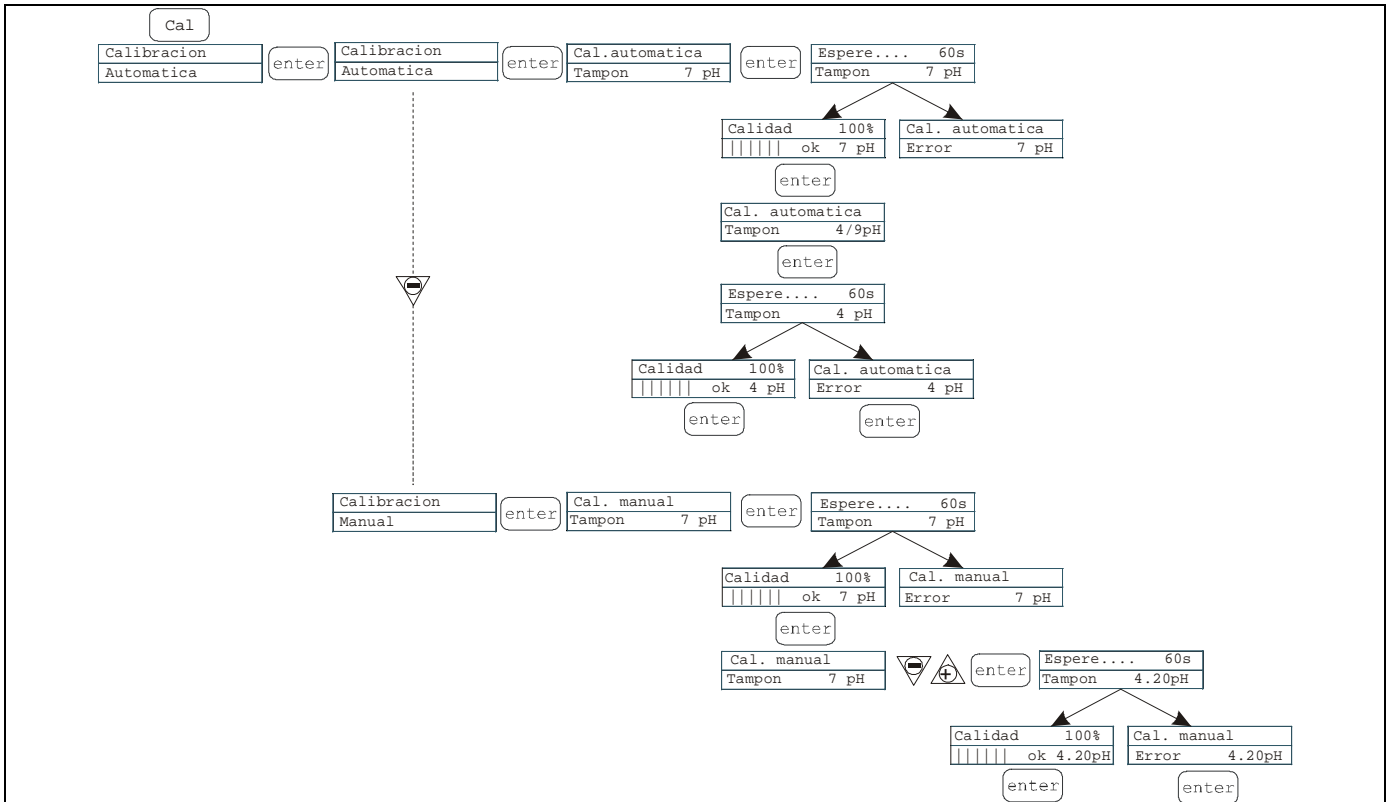 Cal
Calibracion
Automatica
enter
Calibracion
Automatica
enter
Cal.automatica
Tampon 7 pH
enter
Espere.... 60s
Tampon 7 pH
Calidad 100%
|||||| ok 7 pH
Cal. automatica
Error 7 pH
enter
Cal. automatica
Tampon 4/9pH
enter
Espere.... 60s
Tampon 4 pH
Calidad 100%
|||||| ok 4 pH
Cal. automatica
Error 4 pH
enter
enter
Calibracion
Manual
enter
Cal. manual
Tampon 7 pH
enter
Espere.... 60s
Tampon 7 pH
Calidad 100%
|||||| ok 7 pH
Cal. manual
Error 7 pH
enter
Cal. manual
Tampon 7 pH
enter
Espere.... 60s
Tampon 4.20pH
Calidad 100%
|||||| ok 4.20pH
Cal. manual
Error 4.20pH
enter
enter